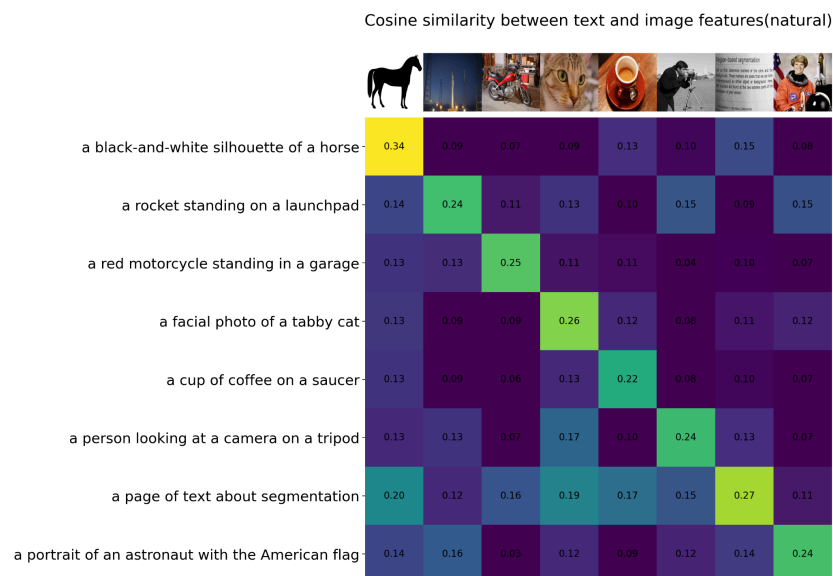 Cosine similarity between text and image features(natural)
a black-and-white silhouette of a horse 0.34 0.09 0.07 0.09 0.13 0.10 0.15 0.08
a rocket standing on a launchpad 0.14 0.24 0.11 0.13 0.10 0.15 0.09 0.15
a red motorcycle standing in a garage 0.13 0.13 0.25 0.11 0.11 0.04 0.10 0.07
a facial photo of a tabby cat 0.13 0.09 0.09 0.26 0.12 0.08 0.11 0.12
a cup of coffee on a saucer 0.13 0.09 0.06 0.13 0.22 0.08 0.10 0.07
a person looking at a camera on a tripod 0.13 0.13 0.07 0.17 0.10 0.24 0.13 0.07
a page of text about segmentation 0.20 0.12 0.16 0.19 0.17 0.15 0.27 0.11
a portrait of an astronaut with the American flag 0.14 0.16 0.03 0.12 0.09 0.12 0.14 0.24